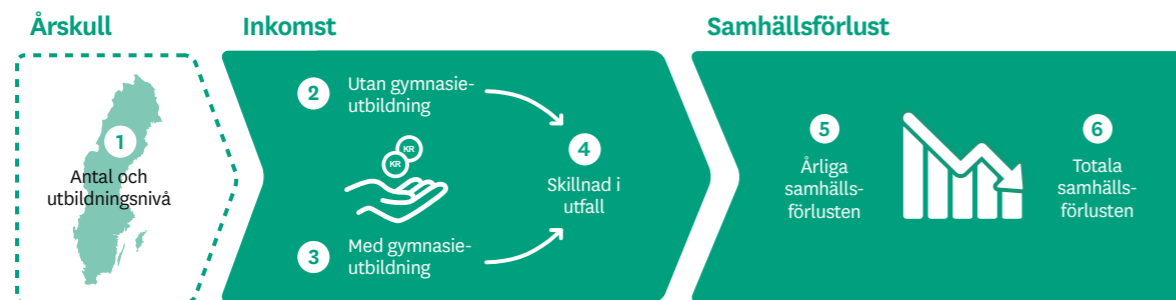 Årskull
1
Antal och
utbildningsnivå
Inkomst
2
Utan gymnasie-
utbildning
KR
KR
3
Med gymnasie-
utbildning
4
Skillnad i
utfall
Samhällsförlust
5
Årliga
samhälls-
förlusten
6
Totala
samhälls-
förlusten